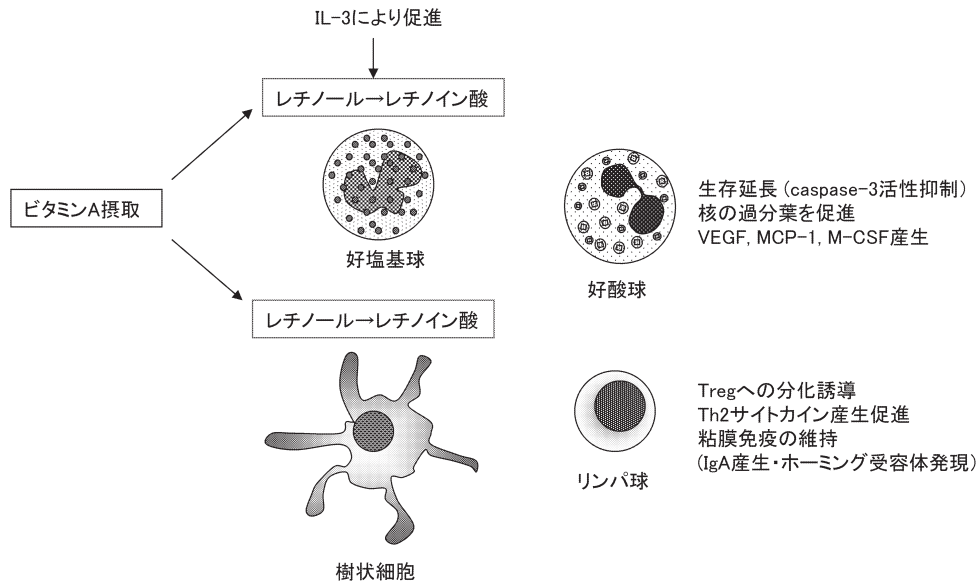 IL-3により促進
レチノール→レチノイン酸
ビタミンA摂取
好塩基球
生存延長 (caspase-3活性抑制)
核の過分葉を促進
VEGF, MCP-1, M-CSF産生
好酸球
レチノール→レチノイン酸
Tregへの分化誘導
Th2サイトカイン産生促進
粘膜免疫の維持
(IgA産生・ホーミング受容体発現)
リンパ球
樹状細胞